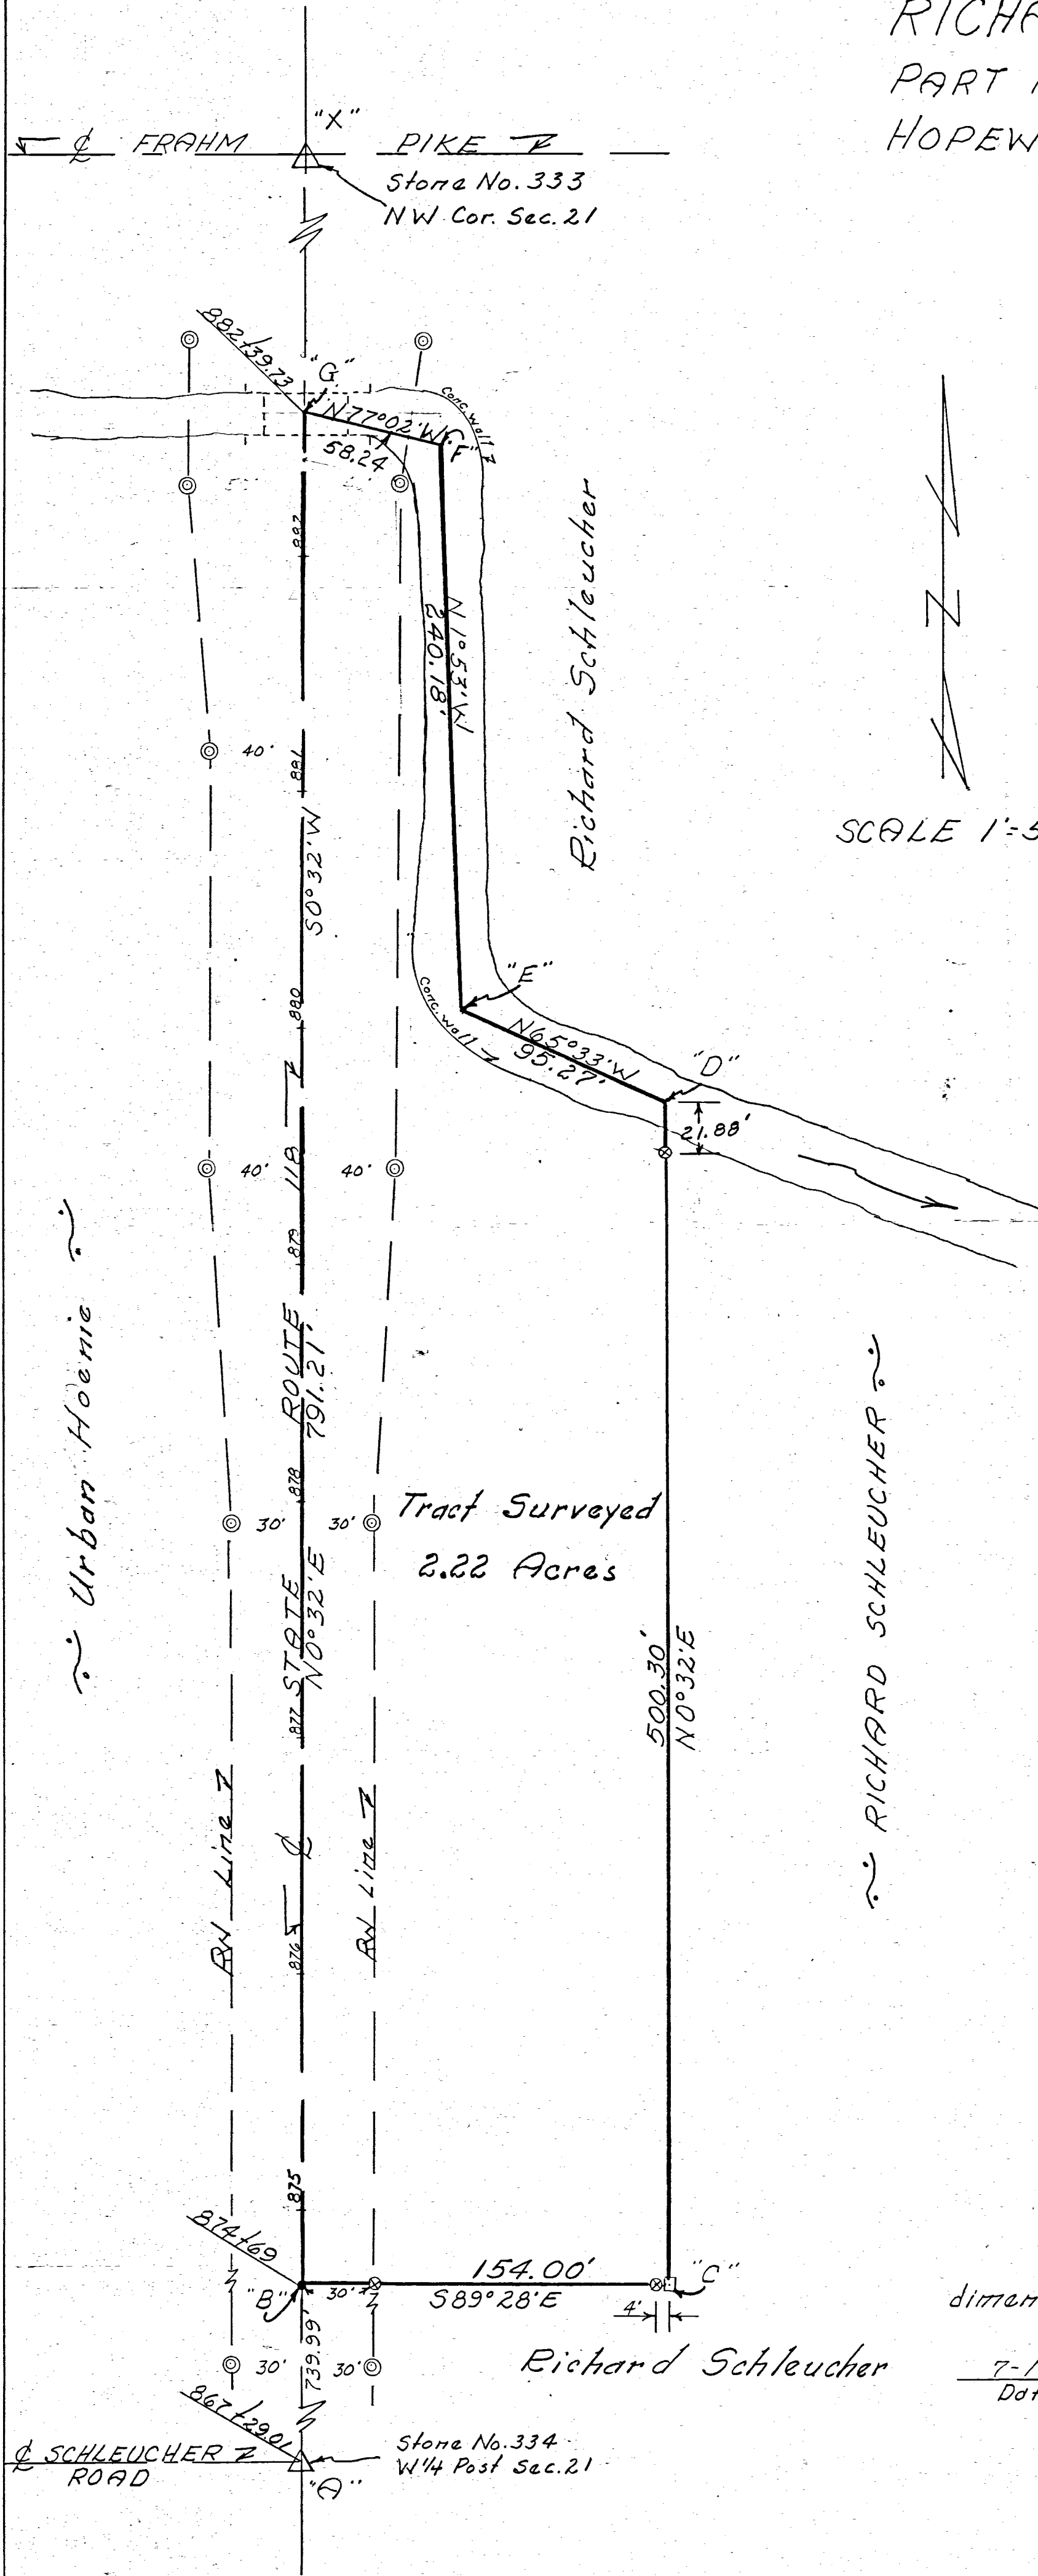 RICHA
PART
HOPEW
"X"
℄ FRAHM PIKE
Stone No. 333
NW Cor. Sec. 21
882+39.73
"G"
N77°02'W
58.24
"F"
Conc. wall
882
N1°53'W
240.18'
Richard Schleucher
N
SCALE 1"=5
40'
881
S0°32'W
880
"E"
Conc. wall
N65°33'W
95.27'
"D"
21.88'
40'
40'
879
STATE ROUTE 118
791.21'
N0°32'E
878
877
876
875
~ Urban Hoenie ~
30'
30'
Tract Surveyed
2.22 Acres
500.30'
N0°32'E
~ RICHARD SCHLEUCHER ~
R/W Line
℄
R/W Line
874+69
"B"
30'
154.00'
S89°28'E
"C"
4'
dimen
739.99'
30'
30'
Richard Schleucher
7-1
Dat
867+29.01
℄ SCHLEUCHER
ROAD
Stone No. 334
W¼ Post Sec. 21
"A"